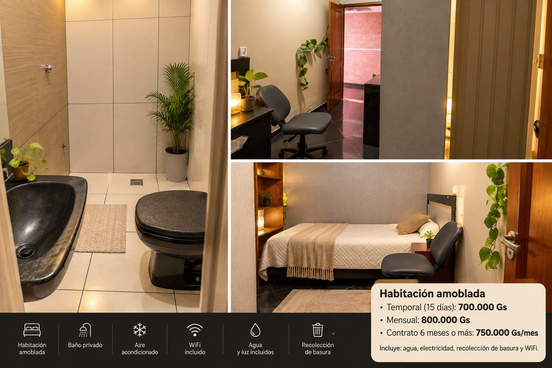 Habitación amoblada
• Temporal (15 días): 700.000 Gs
• Mensual: 800.000 Gs
• Contrato 6 meses o más: 750.000 Gs/mes
Incluye: agua, electricidad, recolección de basura y WiFi.
Habitación
amoblada
Baño privado
Aire
acondicionado
WiFi
incluido
Agua
y luz incluidos
Recolección
de basura